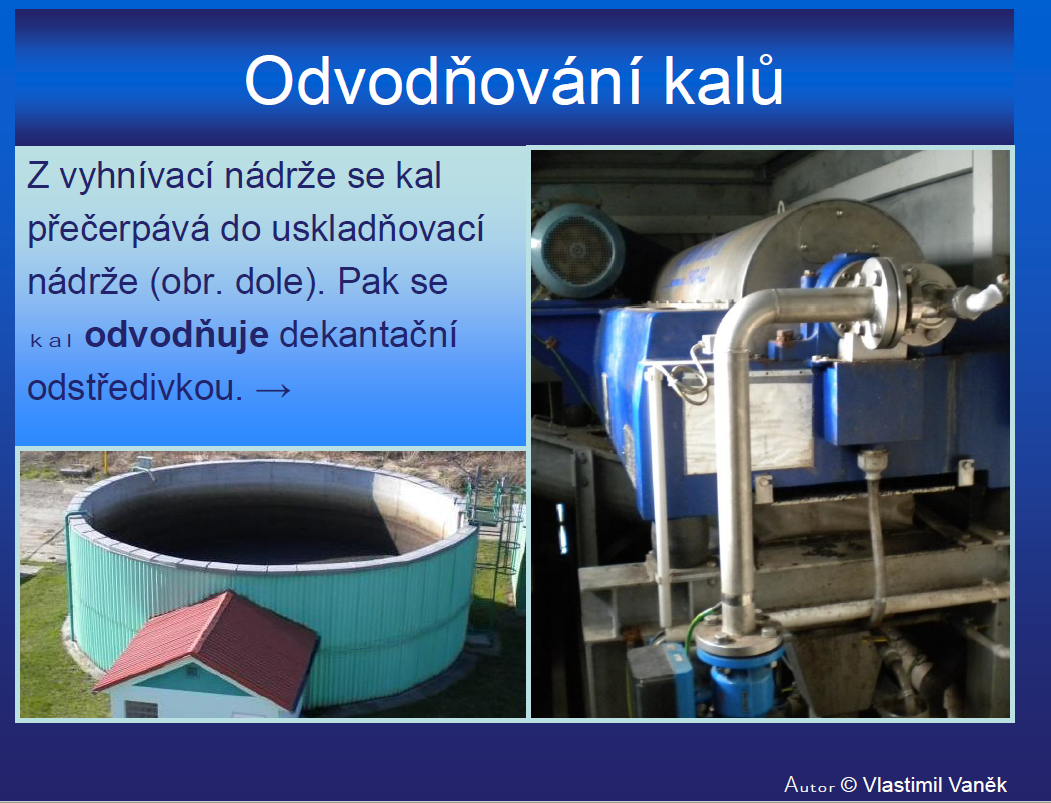 Odvodňování kalů
Z vyhnívací nádrže se kal
přečerpává do uskladňovací
nádrže (obr. dole). Pak se
kal odvodňuje dekantační
odstředivkou. →
Autor © Vlastimil Vaněk